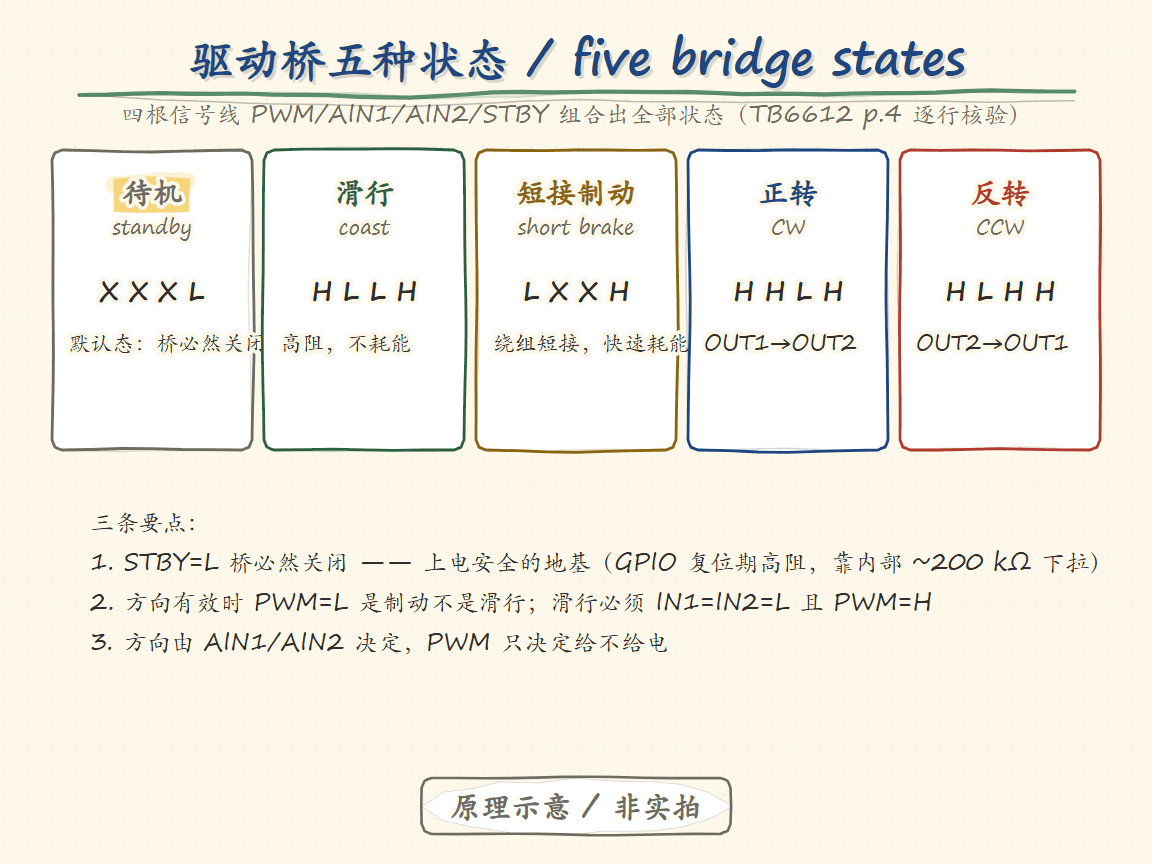 驱动桥五种状态 / five bridge states
四根信号线 PWM/AIN1/AIN2/STBY 组合出全部状态（TB6612 p.4 逐行核验）
待机
standby
X X X L
默认态：桥必然关闭
滑行
coast
H L L H
高阻，不耗能
短接制动
short brake
L X X H
绕组短接，快速耗能
正转
CW
H H L H
OUT1→OUT2
反转
CCW
H L H H
OUT2→OUT1
三条要点：
1. STBY=L 桥必然关闭 —— 上电安全的地基（GPIO 复位期高阻，靠内部 ~200 kΩ 下拉）
2. 方向有效时 PWM=L 是制动不是滑行；滑行必须 IN1=IN2=L 且 PWM=H
3. 方向由 AIN1/AIN2 决定，PWM 只决定给不给电
原理示意 / 非实拍